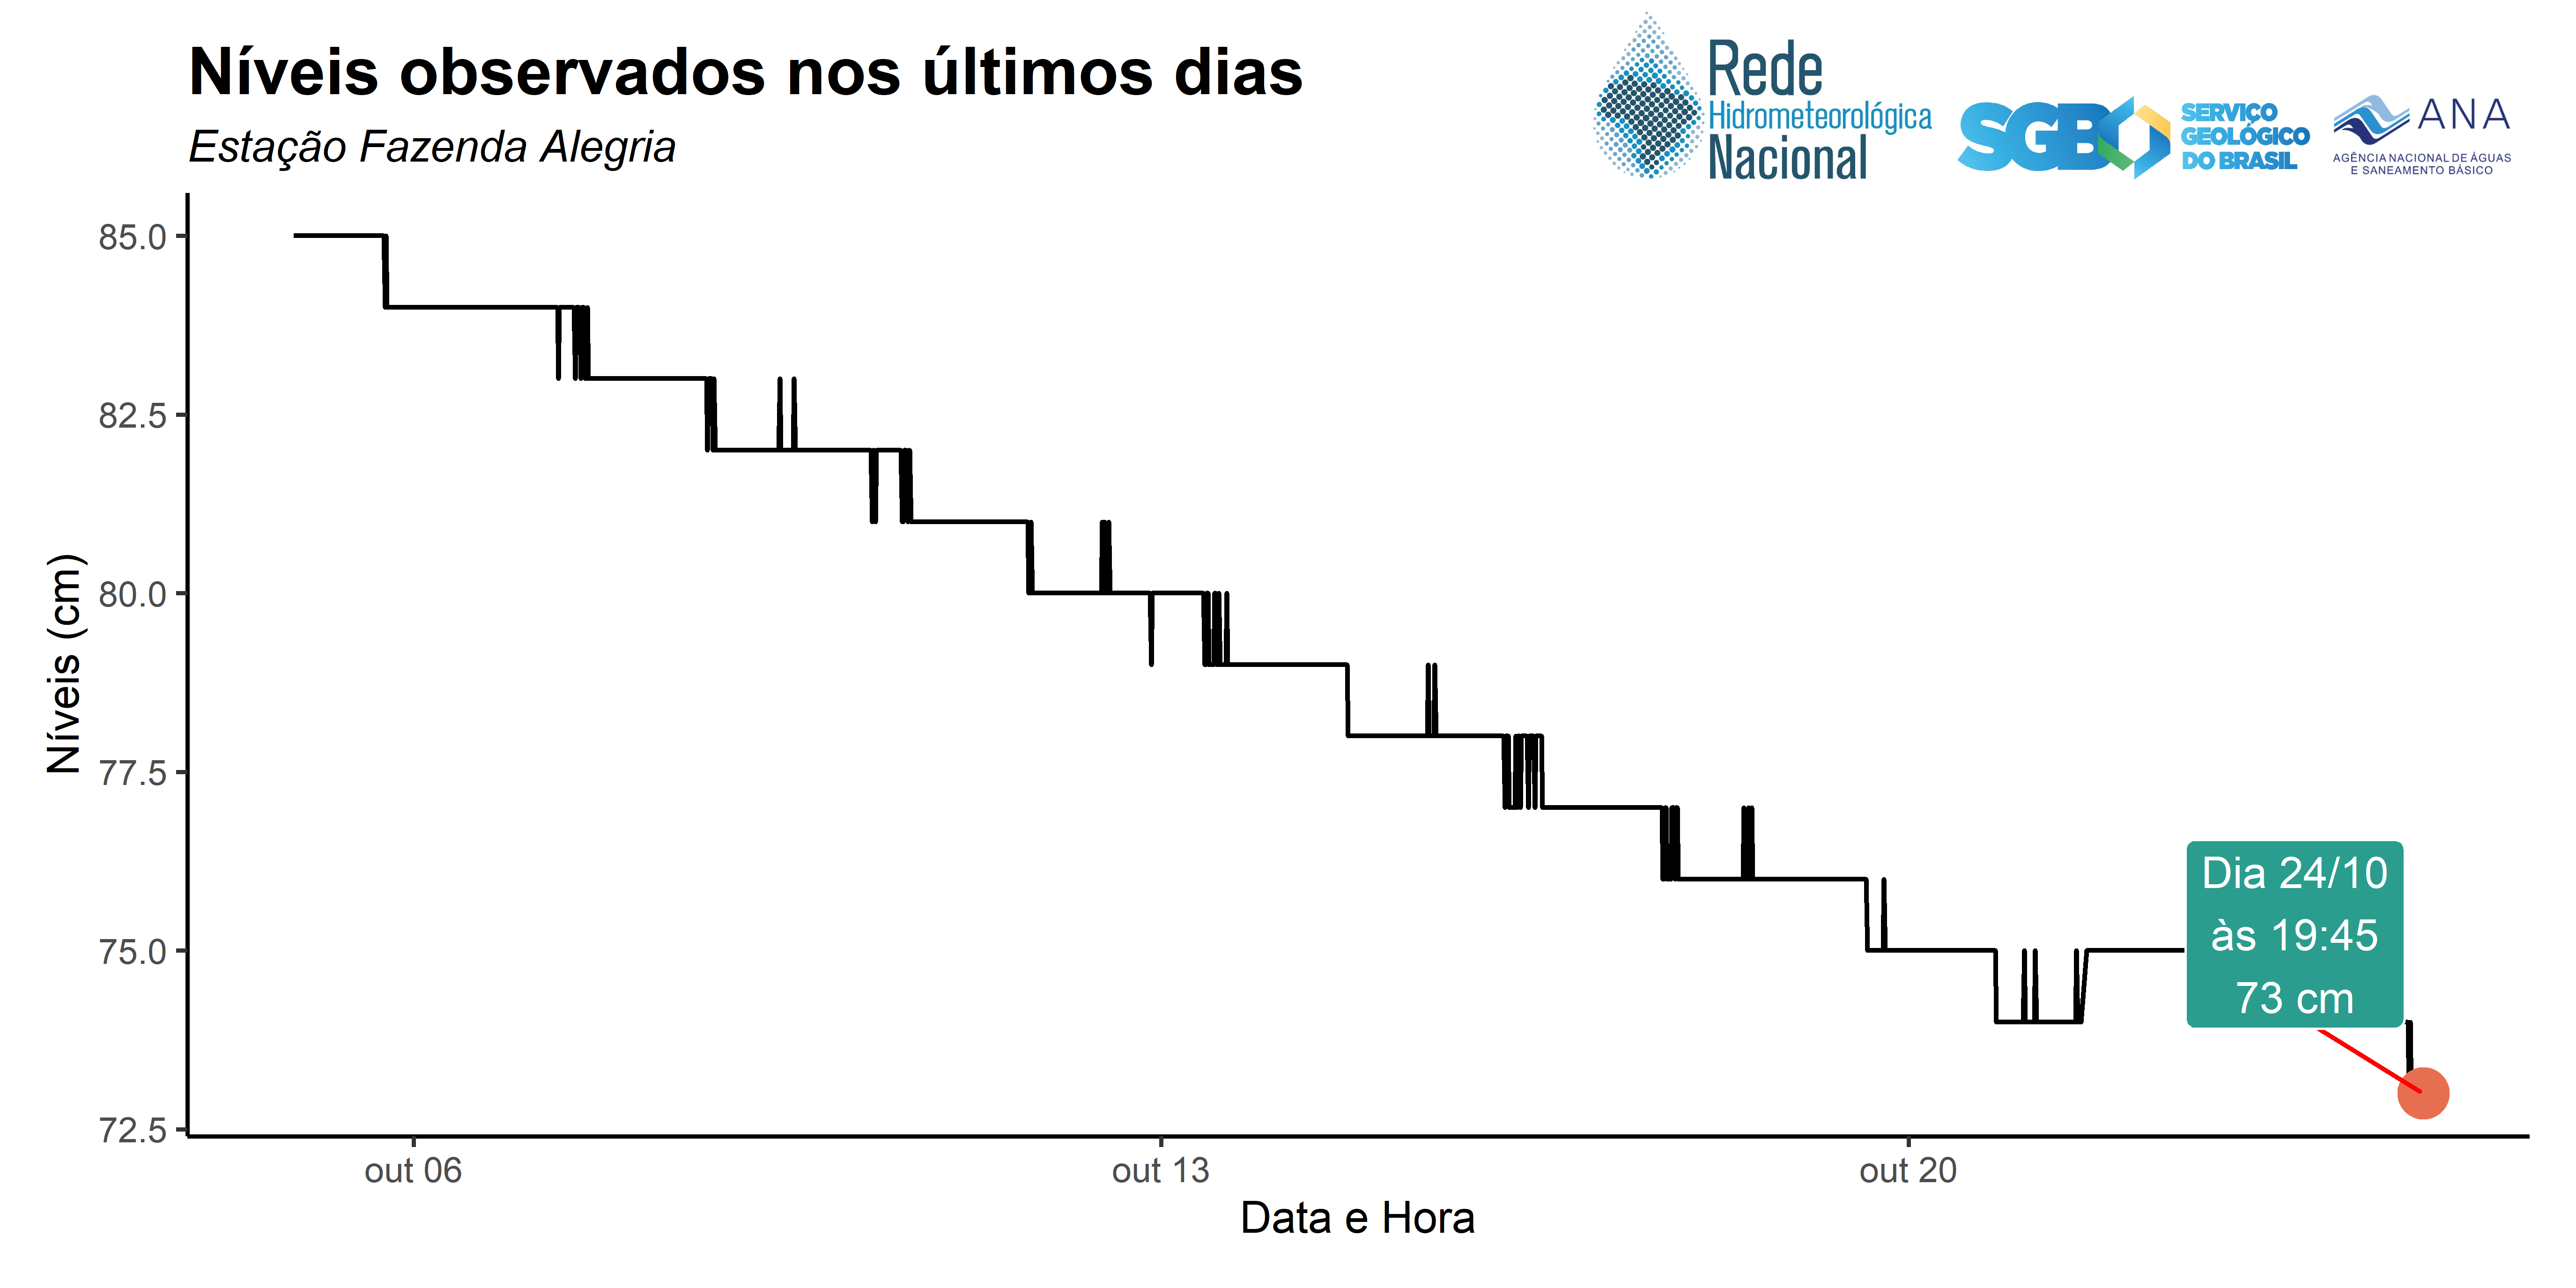 Níveis observados nos últimos dias
Estação Fazenda Alegria
Rede
Hidrometeorológica
Nacional
SGB
SERVIÇO
GEOLÓGICO
DO BRASIL
ANA
AGÊNCIA NACIONAL DE ÁGUAS
E SANEAMENTO BÁSICO
Níveis (cm)
85.0
82.5
80.0
77.5
75.0
72.5
Dia 24/10
às 19:45
73 cm
out 06
out 13
out 20
Data e Hora